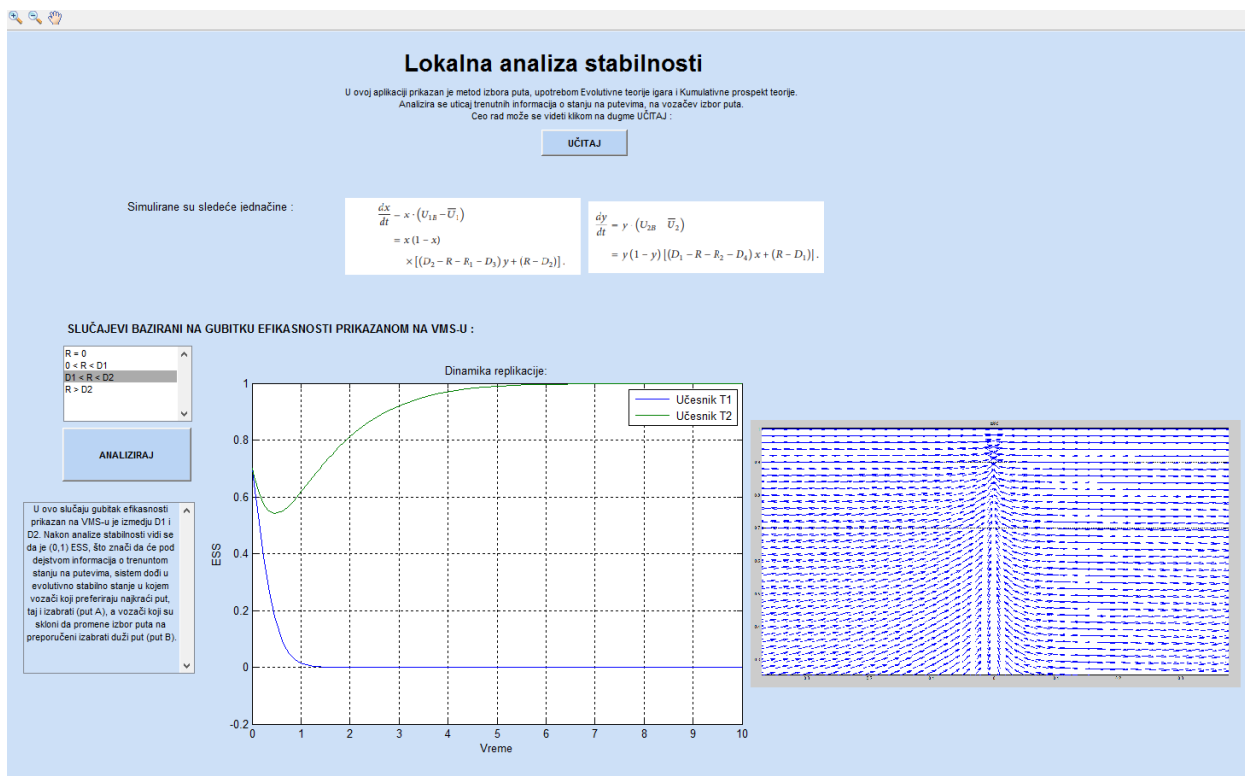 Lokalna analiza stabilnosti
U ovoj aplikaciji prikazan je metod izbora puta, upotrebom Evolutivne teorije igara i Kumulativne prospekt teorije.
Analizira se uticaj trenutnih informacija o stanju na putevima, na vozačev izbor puta.
Ceo rad može se videti klikom na dugme UČITAJ :
UČITAJ
Simulirane su sledeće jednačine :
dx/dt = x · (U₁B − U̅₁)
= x (1 − x)
× [(D₂ − R − R₁ − D₃) y + (R − D₂)] .
dy/dt = y · (U₂B U̅₂)
= y (1 − y) [(D₁ − R − R₂ − D₄) x + (R − D₁)] .
SLUČAJEVI BAZIRANI NA GUBITKU EFIKASNOSTI PRIKAZANOM NA VMS-U :
R = 0
0 < R < D1
D1 < R < D2
R > D2
ANALIZIRAJ
U ovo slučaju gubitak efikasnosti
prikazan na VMS-u je izmedju D1 i
D2. Nakon analize stabilnosti vidi se
da je (0,1) ESS, što znači da će pod
dejstvom informacija o trenuntom
stanju na putevima, sistem dođi u
evolutivno stabilno stanje u kojem
vozači koji preferiraju najkraći put,
taj i izabrati (put A), a vozači koji su
skloni da promene izbor puta na
preporučeni izabrati duži put (put B).
Dinamika replikacije:
Učesnik T1
Učesnik T2
1
0.8
0.6
0.4
0.2
0
-0.2
ESS
0 1 2 3 4 5 6 7 8 9 10
Vreme